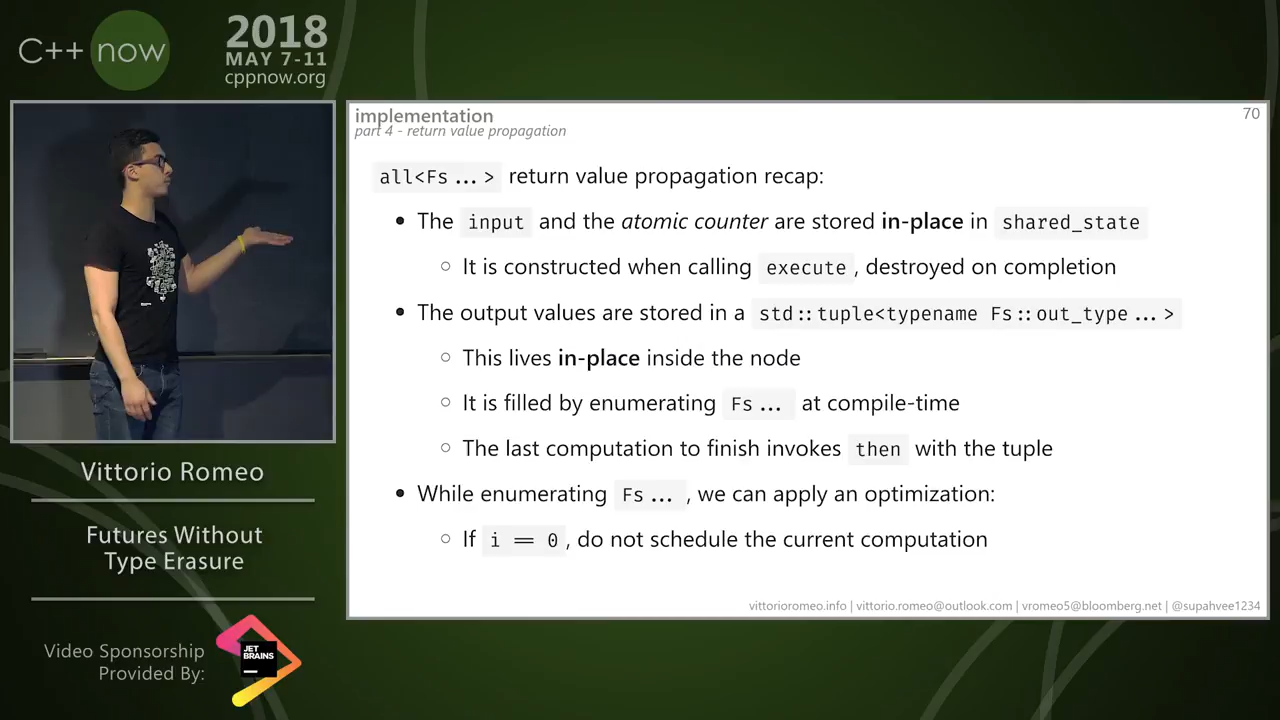 C++ now
2018
MAY 7-11
cppnow.org
implementation
part 4 - return value propagation
70
all<Fs...> return value propagation recap:
• The input and the atomic counter are stored in-place in shared_state
○ It is constructed when calling execute, destroyed on completion
• The output values are stored in a std::tuple<typename Fs::out_type...>
○ This lives in-place inside the node
○ It is filled by enumerating Fs... at compile-time
○ The last computation to finish invokes then with the tuple
• While enumerating Fs..., we can apply an optimization:
○ If i == 0, do not schedule the current computation
vittorioromeo.info | vittorio.romeo@outlook.com | vromeo5@bloomberg.net | @supahvee1234
Vittorio Romeo
Futures Without
Type Erasure
Video Sponsorship
Provided By:
JET
BRAINS